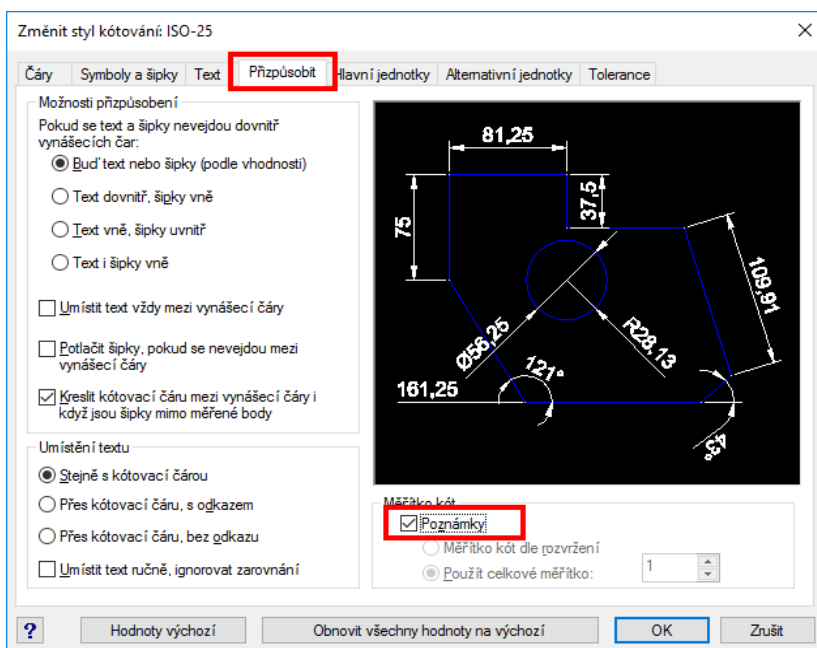 Změnit styl kótování: ISO-25
Čáry
Symboly a šipky
Text
Přizpůsobit
Hlavní jednotky
Alternativní jednotky
Tolerance
Možnosti přizpůsobení
Pokud se text a šipky nevejdou dovnitř
vynášecích čar:
Buď text nebo šipky (podle vhodnosti)
Text dovnitř, šipky vně
Text vně, šipky uvnitř
Text i šipky vně
Umístit text vždy mezi vynášecí čáry
Potlačit šipky, pokud se nevejdou mezi
vynášecí čáry
Kreslit kótovací čáru mezi vynášecí čáry i
když jsou šipky mimo měřené body
Umístění textu
Stejně s kótovací čárou
Přes kótovací čáru, s odkazem
Přes kótovací čáru, bez odkazu
Umístit text ručně, ignorovat zarovnání
81,25
37,5
75
109,91
Ø56,25
R28,13
121°
161,25
43°
Měřítko kót
Poznámky
Měřítko kót dle rozvržení
Použít celkové měřítko:
1
?
Hodnoty výchozí
Obnovit všechny hodnoty na výchozí
OK
Zrušit